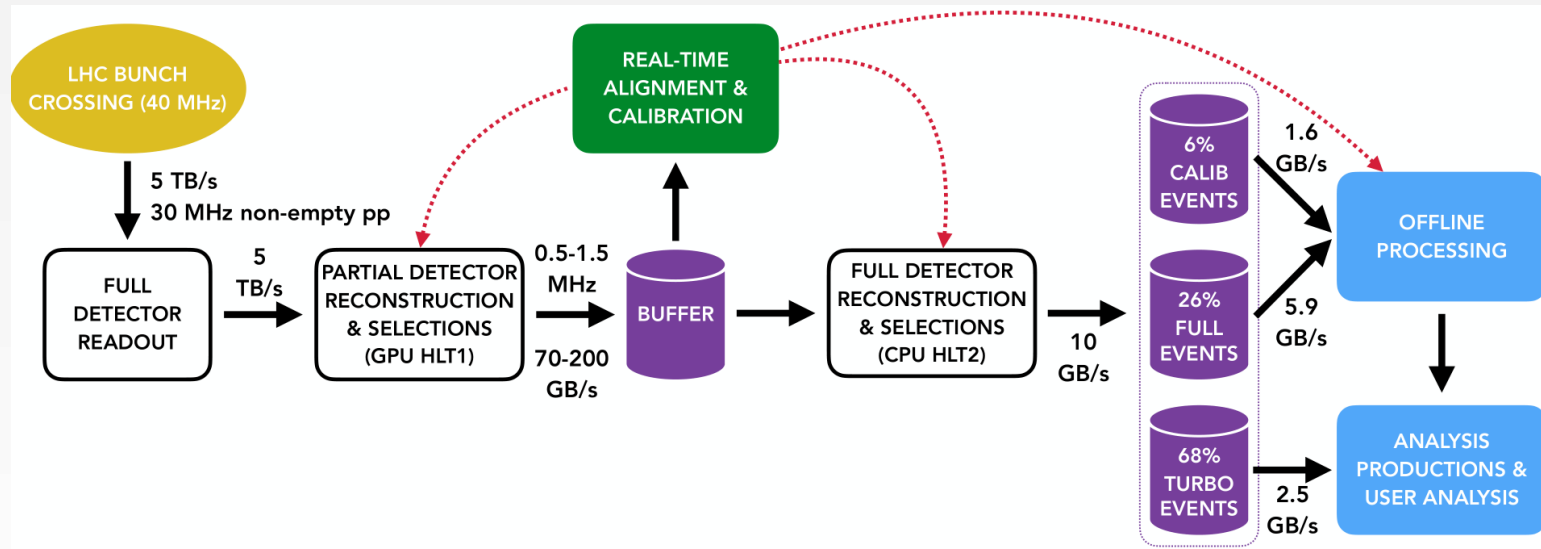 LHC BUNCH
CROSSING (40 MHz)
5 TB/s
30 MHz non-empty pp
FULL
DETECTOR
READOUT
5
TB/s
PARTIAL DETECTOR
RECONSTRUCTION
& SELECTIONS
(GPU HLT1)
0.5-1.5
MHz
70-200
GB/s
REAL-TIME
ALIGNMENT &
CALIBRATION
BUFFER
FULL DETECTOR
RECONSTRUCTION
& SELECTIONS
(CPU HLT2)
10
GB/s
6%
CALIB
EVENTS
1.6
GB/s
26%
FULL
EVENTS
5.9
GB/s
68%
TURBO
EVENTS
2.5
GB/s
OFFLINE
PROCESSING
ANALYSIS
PRODUCTIONS &
USER ANALYSIS